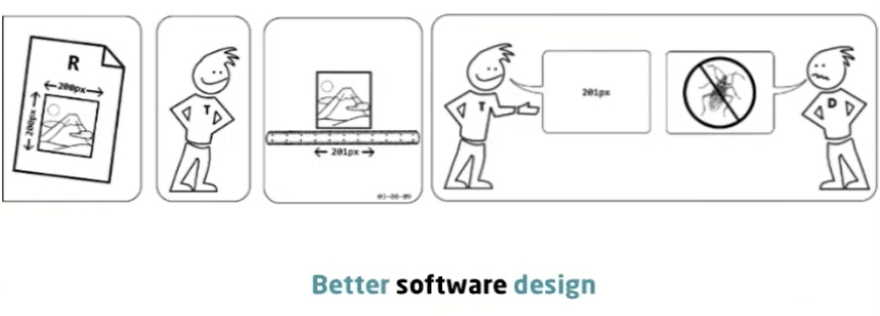 R
200px
200px
T
201px
T
201px
D
Better software design